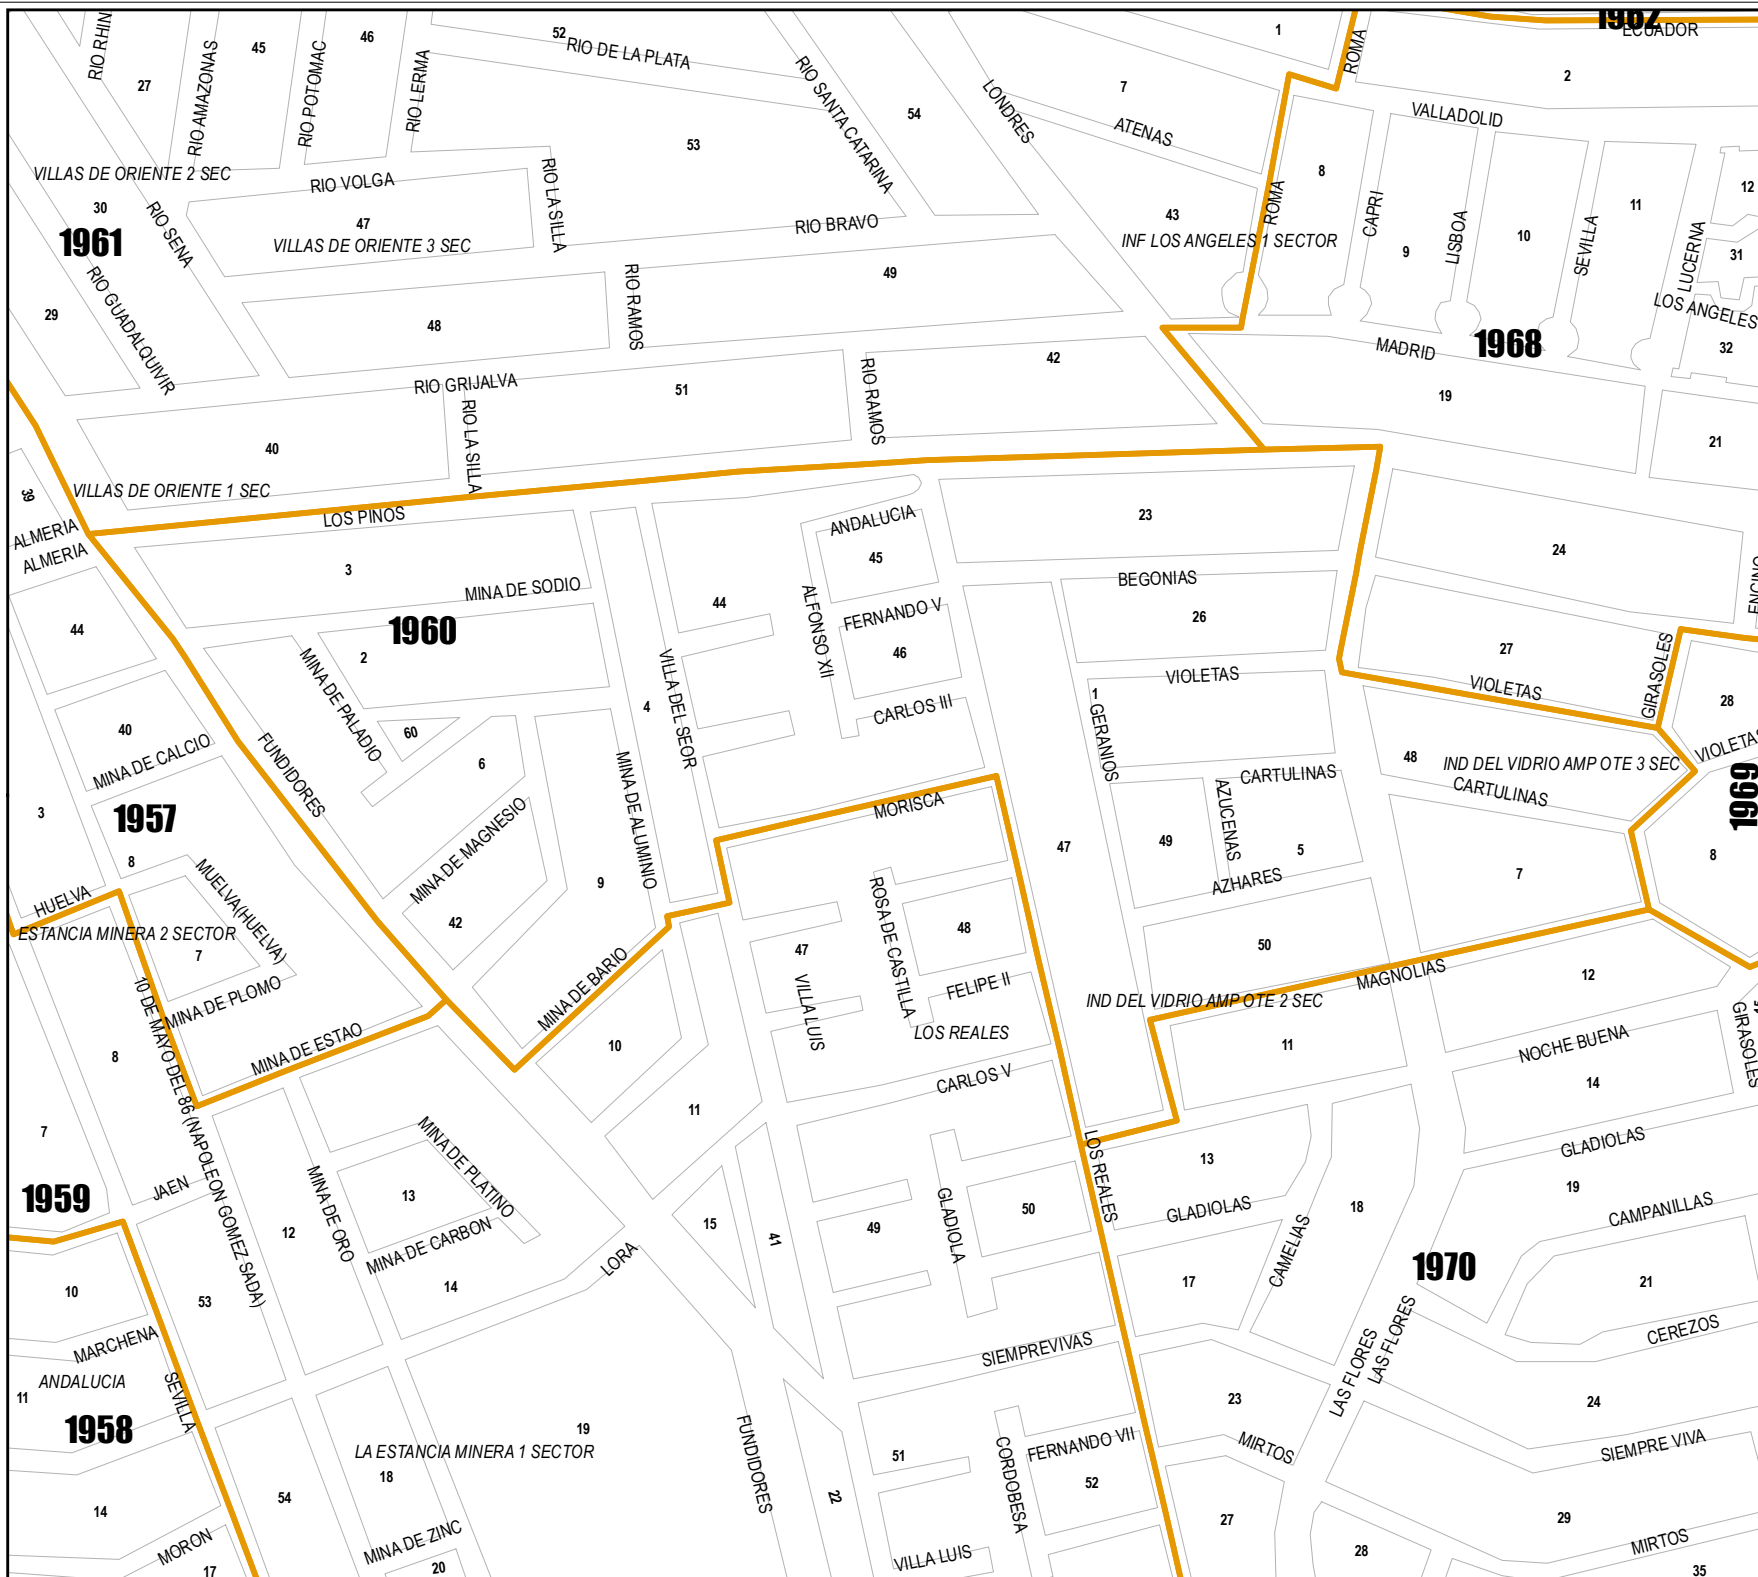 1962
ECUADOR
RIO RHIN
45
46
52
RIO DE LA PLATA
1
ROMA
2
27
RIO AMAZONAS
RIO POTOMAC
RIO LERMA
RIO SANTA CATARINA
54
LONDRES
7
ATENAS
VALLADOLID
53
8
VILLAS DE ORIENTE 2 SEC
RIO VOLGA
RIO LA SILLA
30
RIO SENA
47
VILLAS DE ORIENTE 3 SEC
RIO BRAVO
43
INF LOS ANGELES 1 SECTOR
ROMA
CAPRI
9
LISBOA
10
SEVILLA
11
12
31
LUCERNA
1961
RIO GUADALQUIVIR
29
48
RIO RAMOS
49
LOS ANGELES
32
MADRID
1968
RIO GRIJALVA
51
RIO RAMOS
42
19
21
40
RIO LA SILLA
39
VILLAS DE ORIENTE 1 SEC
ALMERIA
ALMERIA
LOS PINOS
ANDALUCIA
23
45
24
3
MINA DE SODIO
BEGONIAS
ENCINO
44
1960
44
ALFONSO XII
FERNANDO V
46
26
27
2
MINA DE PALADIO
VILLA DEL SEOR
VIOLETAS
VIOLETAS
GIRASOLES
28
40
MINA DE CALCIO
60
4
CARLOS III
1
GERANIOS
VIOLETAS
FUNDIDORES
6
MINA DE ALUMINIO
48
IND DEL VIDRIO AMP OTE 3 SEC
CARTULINAS
CARTULINAS
1969
3
1957
MORISCA
AZUCENAS
8
MUELVA(HUELVA)
MINA DE MAGNESIO
9
47
49
5
AZHARES
7
8
HUELVA
ESTANCIA MINERA 2 SECTOR
7
42
ROSA DE CASTILLA
48
47
50
10 DE MAYO DEL 86 (NAPOLEON GOMEZ SADA)
MINA DE PLOMO
MINA DE BARIO
VILLA LUIS
FELIPE II
IND DEL VIDRIO AMP OTE 2 SEC
MAGNOLIAS
12
MINA DE ESTAO
LOS REALES
10
11
NOCHE BUENA
GIRASOLES
8
CARLOS V
14
11
7
MINA DE PLATINO
LOS REALES
13
GLADIOLAS
JAEN
1959
MINA DE ORO
13
MINA DE CARBON
12
15
41
49
GLADIOLA
50
GLADIOLAS
18
19
CAMPANILLAS
CAMELIAS
LORA
10
53
14
17
1970
21
CEREZOS
MARCHENA
SIEMPREVIVAS
LAS FLORES
LAS FLORES
ANDALUCIA
11
SEVILLA
23
24
1958
19
LA ESTANCIA MINERA 1 SECTOR
18
FUNDIDORES
22
51
CORDOBESA
FERNANDO VII
52
MIRTOS
SIEMPRE VIVA
14
54
27
29
MORON
MINA DE ZINC
VILLA LUIS
28
MIRTOS
17
20
35